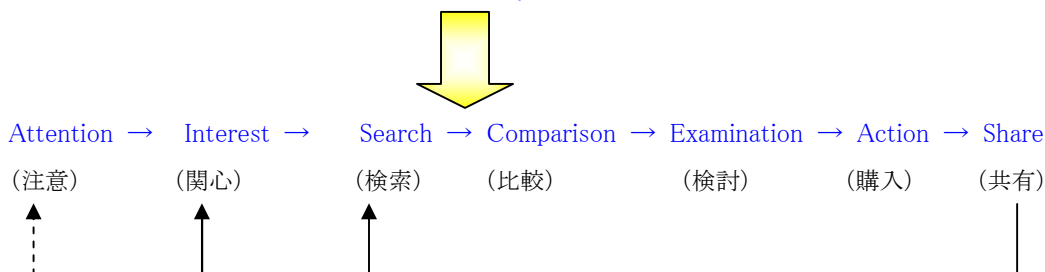 Attention → Interest → Search → Comparison → Examination → Action → Share
（注意） （関心） （検索） （比較） （検討） （購入） （共有）